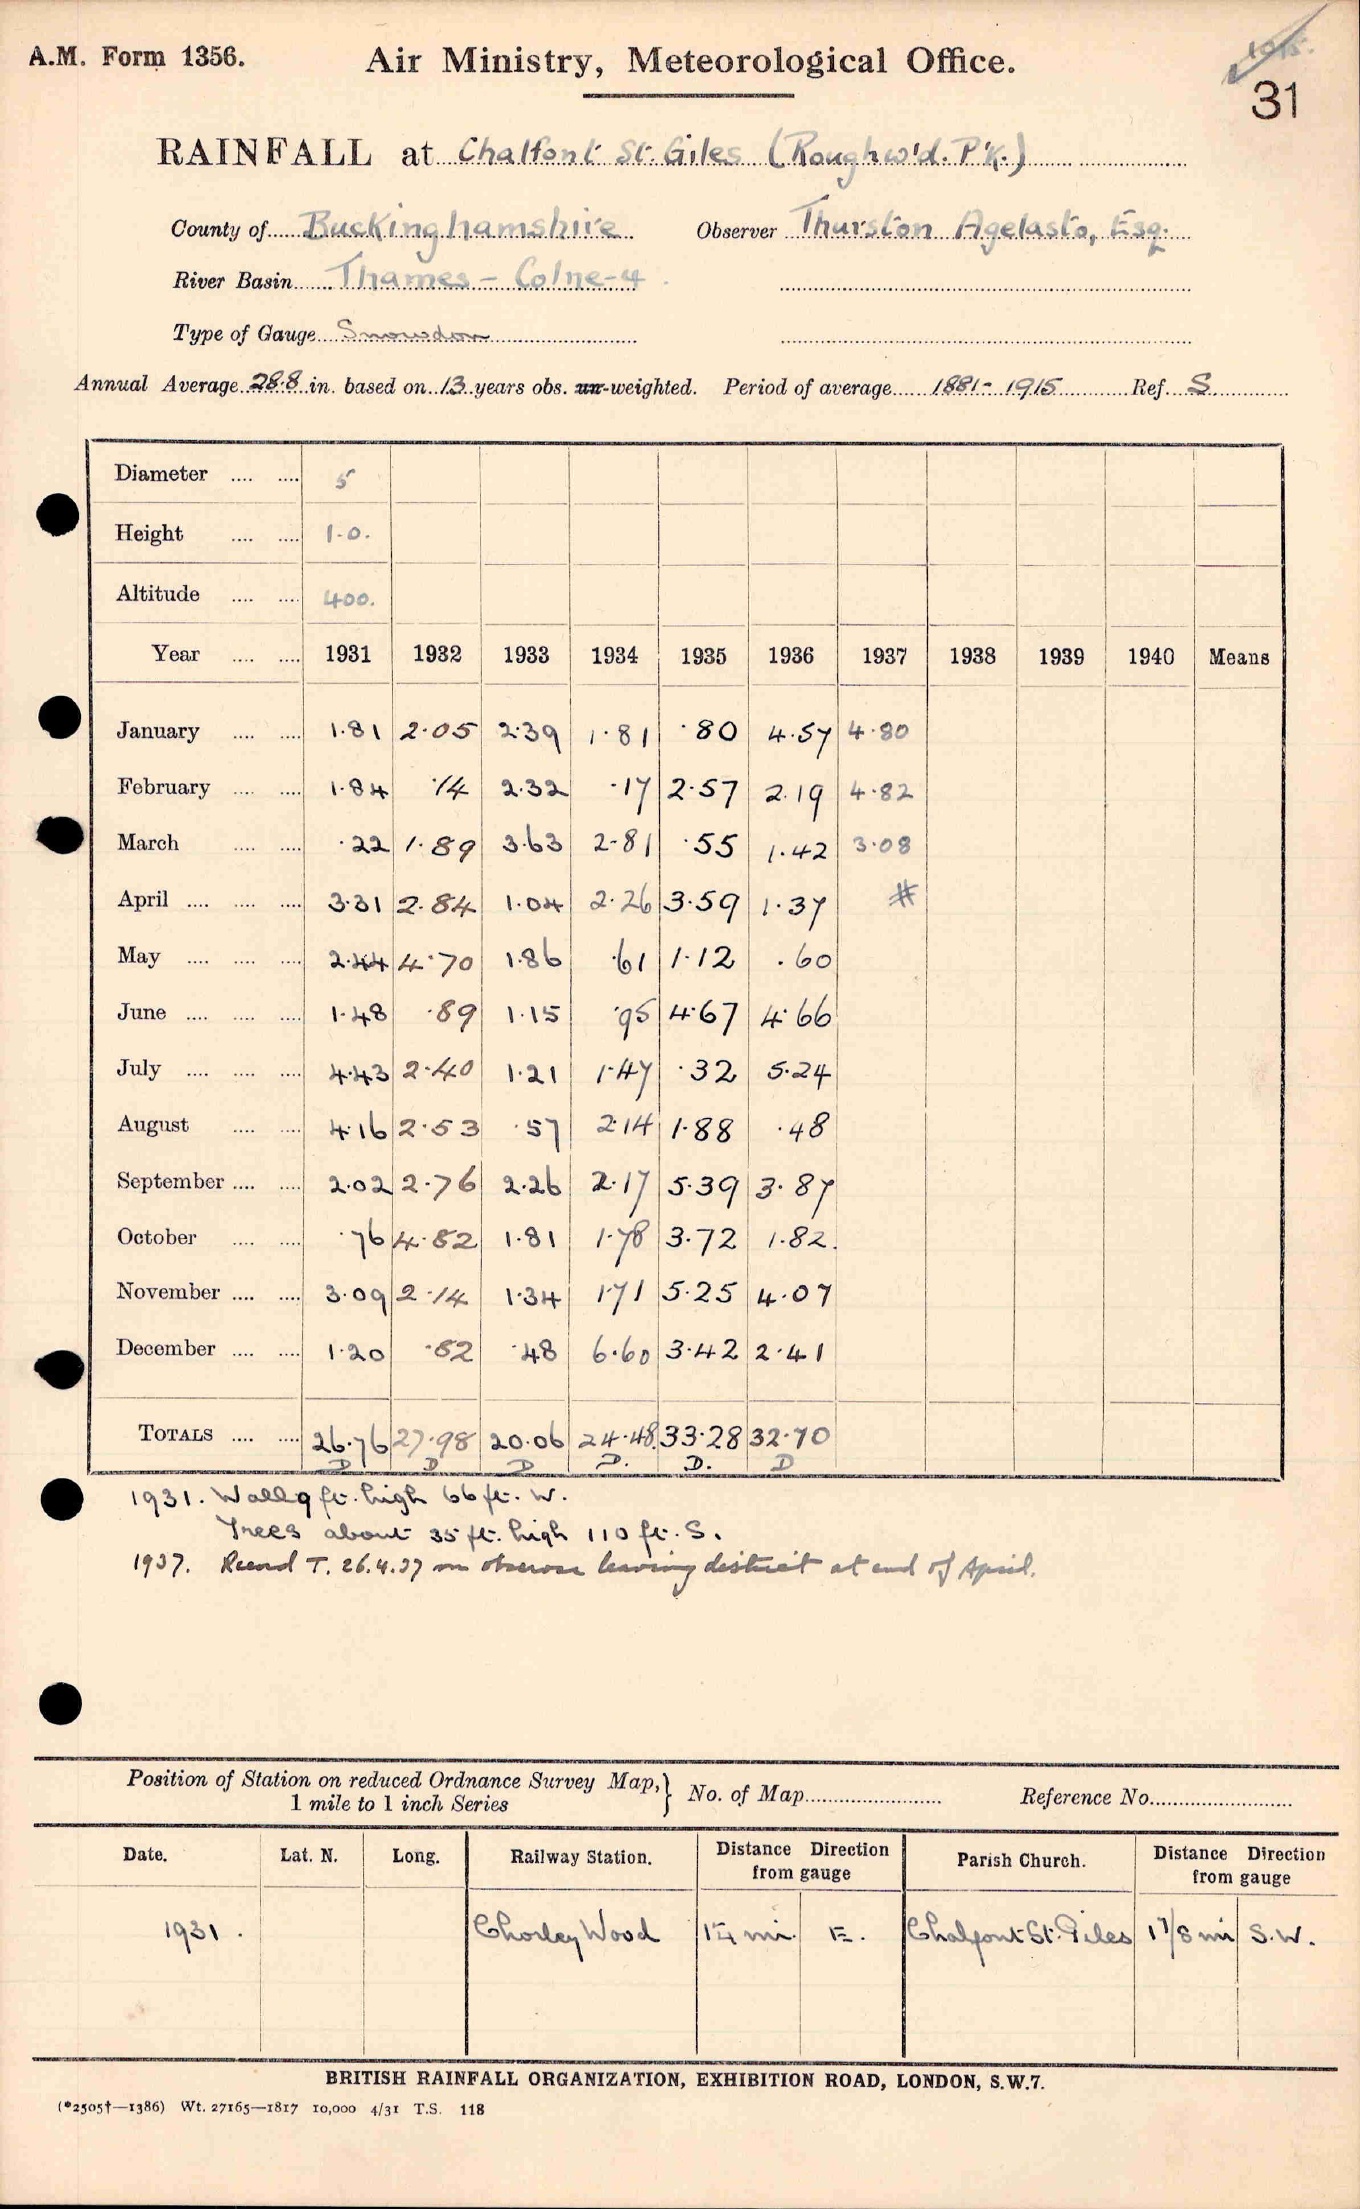 1915.
A.M. Form 1356.
Air Ministry, Meteorological Office.
31
RAINFALL at Chalfont St. Giles (Roughw'd. P'k.)
County of Buckinghamshire Observer Thurston Agelasto, Esq.
River Basin Thames - Colne-4
Type of Gauge Snowdon
Annual Average 28.8 in. based on 13 years obs. un-weighted. Period of average 1881-1915 Ref. S
Diameter 5
Height 1-0.
Altitude 400.
Year 1931 1932 1933 1934 1935 1936 1937 1938 1939 1940 Means
January 1.81 2.05 2.39 1.81 .80 4.57 4.80
February 1.84 .14 2.32 .17 2.57 2.19 4.82
March .22 1.89 3.63 2.81 .55 1.42 3.08
April 3.31 2.84 1.04 2.26 3.59 1.37 #
May 2.44 4.70 1.86 .61 1.12 .60
June 1.48 .89 1.15 .95 4.67 4.66
July 4.43 2.40 1.21 1.47 .32 5.24
August 4.16 2.53 .57 2.14 1.88 .48
September 2.02 2.76 2.26 2.17 5.39 3.87
October .76 4.82 1.81 1.78 3.72 1.82.
November 3.09 2.14 1.34 1.71 5.25 4.07
December 1.20 .82 .48 6.60 3.42 2.41
TOTALS 26.76 27.98 20.06 24.48 33.28 32.70
D D D D. D. D
1931. Wall 9 ft. high 66 ft. W.
Trees about 35 ft. high 110 ft. S.
1937. Record T. 26.4.37 on observer leaving district at end of April.
Position of Station on reduced Ordnance Survey Map,} No. of Map Reference No.
1 mile to 1 inch Series
Date. Lat. N. Long. Railway Station. Distance Direction from gauge Parish Church. Distance Direction from gauge
1931. Chorley Wood 1¼ mi. E. Chalfont St. Giles 1 7/8 mi S.W.
BRITISH RAINFALL ORGANIZATION, EXHIBITION ROAD, LONDON, S.W.7.
(*2505†—1386) Wt. 27165—1817 10,000 4/31 T.S. 118